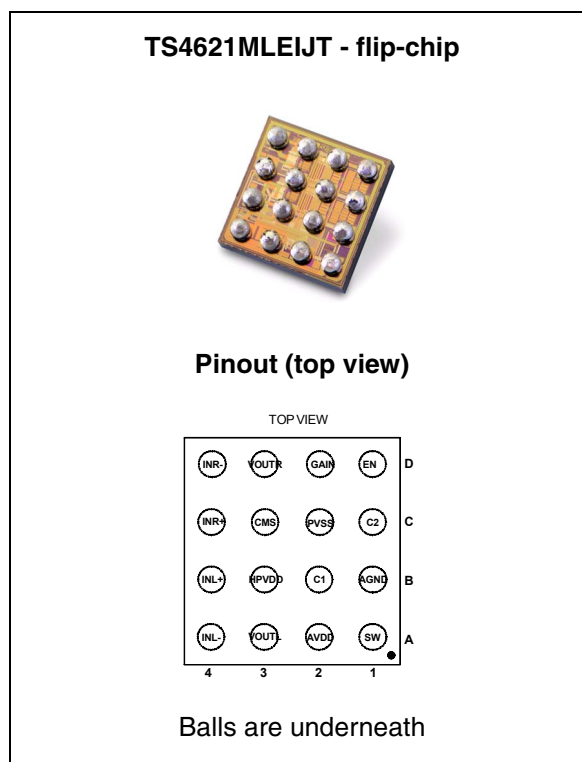 TS4621MLEIJT - flip-chip
Pinout (top view)
TOP VIEW
INR- VOUTR GAIN EN D
INR+ CMS PVSS C2 C
INL+ HPVDD C1 AGND B
INL- VOUTL AVDD SW A
4 3 2 1
Balls are underneath